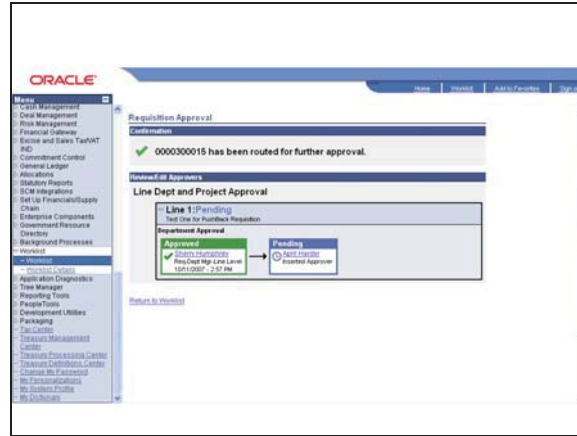 ORACLE
Home
Worklist
Add to Favorites
Sign out
Menu
Cash Management
Deal Management
Risk Management
Financial Gateway
Excise and Sales Tax/VAT
IND
Commitment Control
General Ledger
Allocations
Statutory Reports
SCM Integrations
Set Up Financials/Supply
Chain
Enterprise Components
Government Resource
Directory
Background Processes
Worklist
Worklist
Worklist Details
Application Diagnostics
Tree Manager
Reporting Tools
PeopleTools
Development Utilities
Packaging
Tax Center
Treasury Management
Center
Treasury Processing Center
Treasury Definitions Center
Change My Password
My Personalizations
My System Profile
My Dictionary
Requisition Approval
Confirmation
0000300015 has been routed for further approval.
Review/Edit Approvers
Line Dept and Project Approval
Line 1:Pending
Test One for PushBack Requisition
Department Approval
Approved
Sherry Humphrey
Req Dept Mgr-Line Level
10/11/2007 - 2:57 PM
Pending
April Harder
Inserted Approver
Return to Worklist